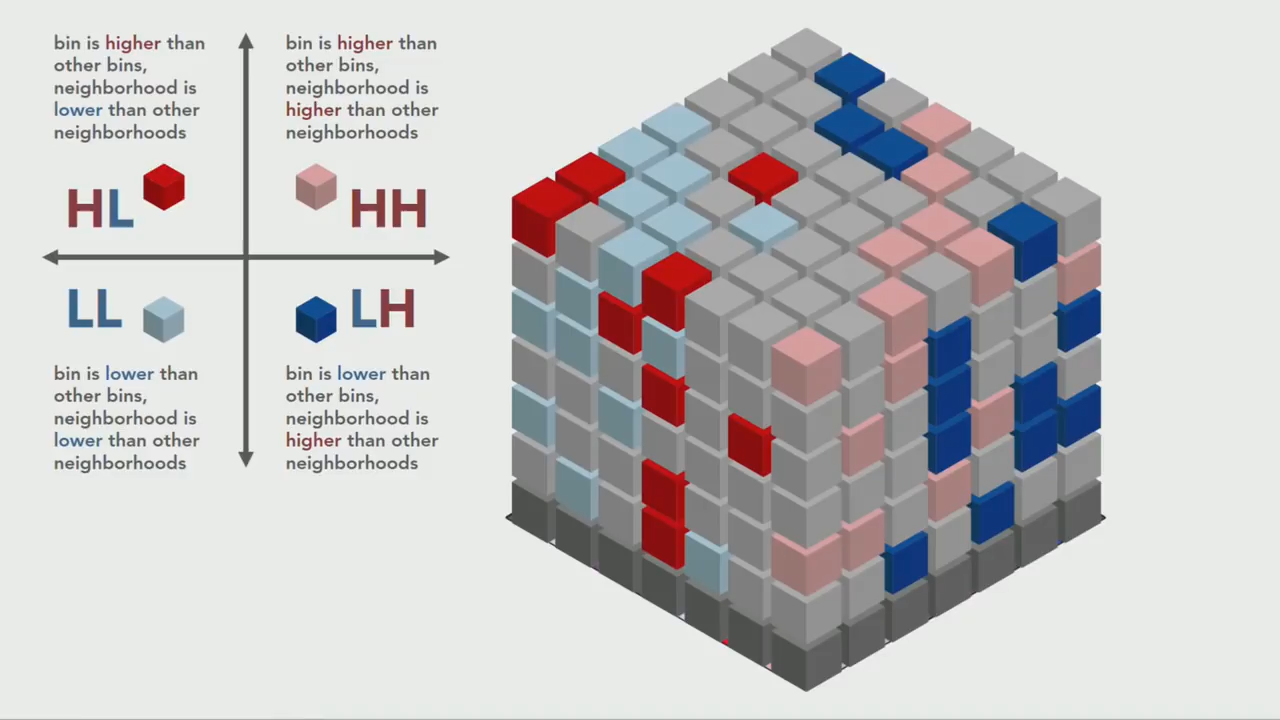 bin is higher than
other bins,
neighborhood is
lower than other
neighborhoods
bin is higher than
other bins,
neighborhood is
higher than other
neighborhoods
HL
HH
LL
LH
bin is lower than
other bins,
neighborhood is
lower than other
neighborhoods
bin is lower than
other bins,
neighborhood is
higher than other
neighborhoods